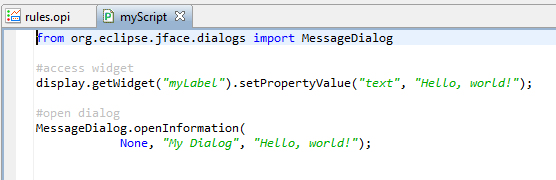 rules.opi myScript
from org.eclipse.jface.dialogs import MessageDialog
#access widget
display.getWidget("myLabel").setPropertyValue("text", "Hello, world!");
#open dialog
MessageDialog.openInformation(
None, "My Dialog", "Hello, world!");